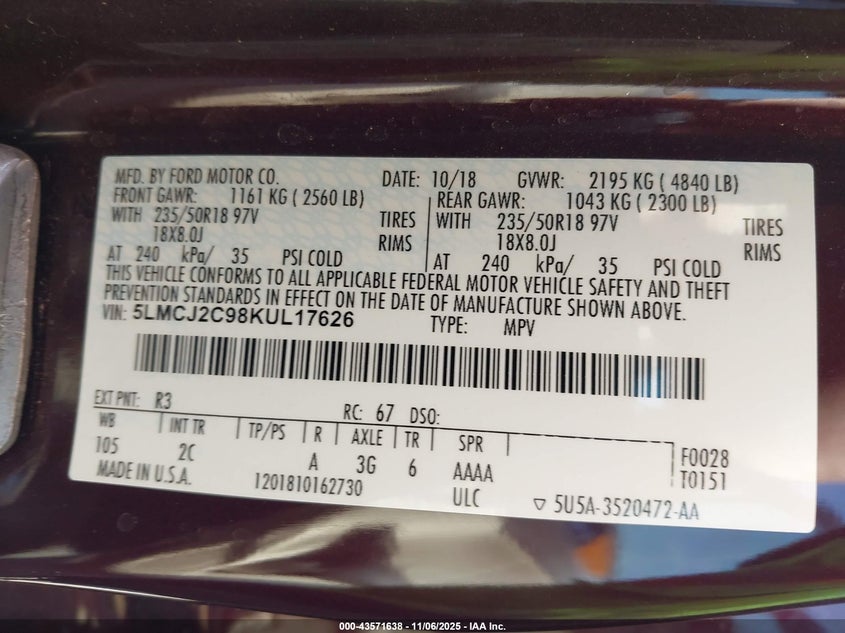 MFD. BY FORD MOTOR CO. DATE: 10/18 GVWR: 2195 KG ( 4840 LB)
FRONT GAWR: 1161 KG ( 2560 LB) REAR GAWR: 1043 KG ( 2300 LB)
WITH 235/50R18 97V TIRES WITH 235/50R18 97V TIRES
18X8.0J RIMS 18X8.0J RIMS
AT 240 kPa/ 35 PSI COLD AT 240 kPa/ 35 PSI COLD
THIS VEHICLE CONFORMS TO ALL APPLICABLE FEDERAL MOTOR VEHICLE SAFETY AND THEFT
PREVENTION STANDARDS IN EFFECT ON THE DATE OF MANUFACTURE SHOWN ABOVE.
VIN: 5LMCJ2C98KUL17626 TYPE: MPV
EXT PNT: R3 RC: 67 DSO:
WB INT TR TP/PS R AXLE TR SPR F0028
105 2C A 3G 6 AAAA T0151
MADE IN U.S.A. 1201810162730 ULC ▽ 5U5A-3520472-AA
000-43571638 - 11/06/2025 - IAA Inc.